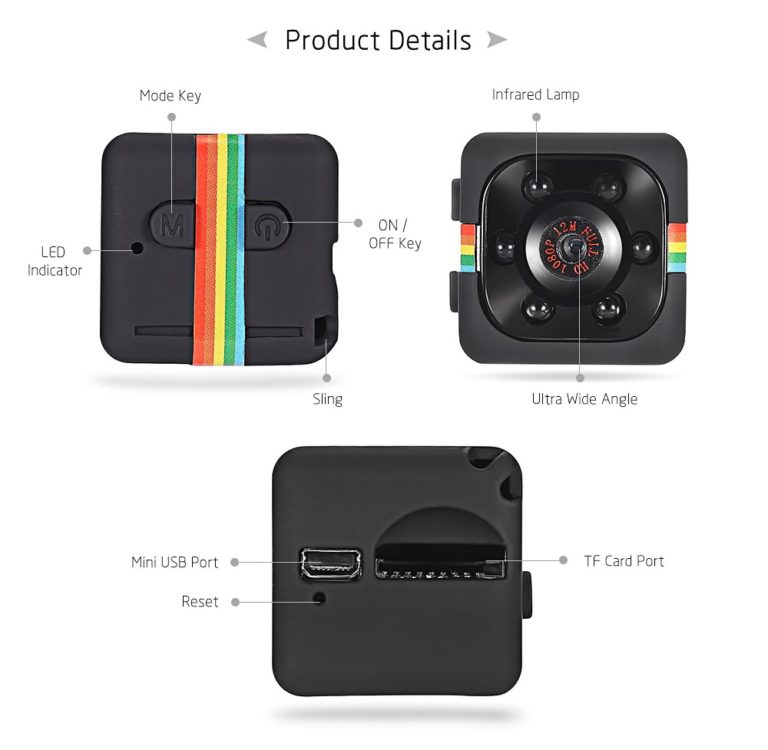 Product Details
Mode Key
Infrared Lamp
M
ON /
OFF Key
LED
Indicator
1080P 12M FULL HD
Sling
Ultra Wide Angle
Mini USB Port
TF Card Port
Reset